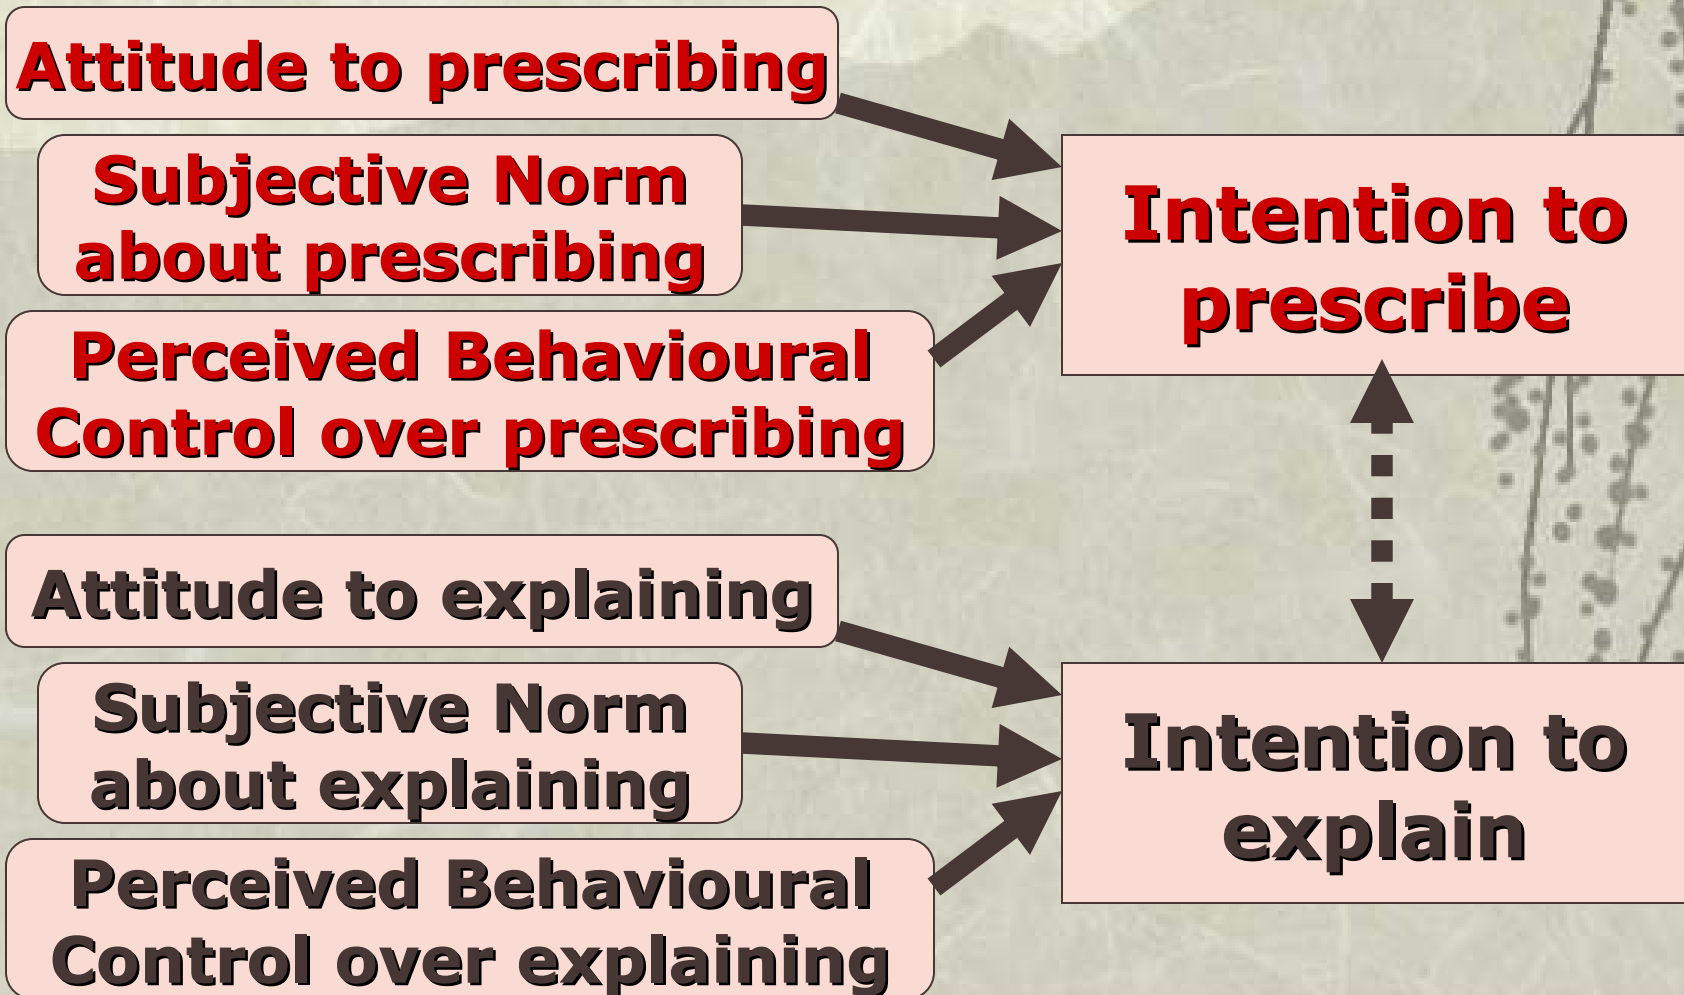 Attitude to prescribing
Subjective Norm
about prescribing
Perceived Behavioural
Control over prescribing
Intention to
prescribe
Attitude to explaining
Subjective Norm
about explaining
Perceived Behavioural
Control over explaining
Intention to
explain